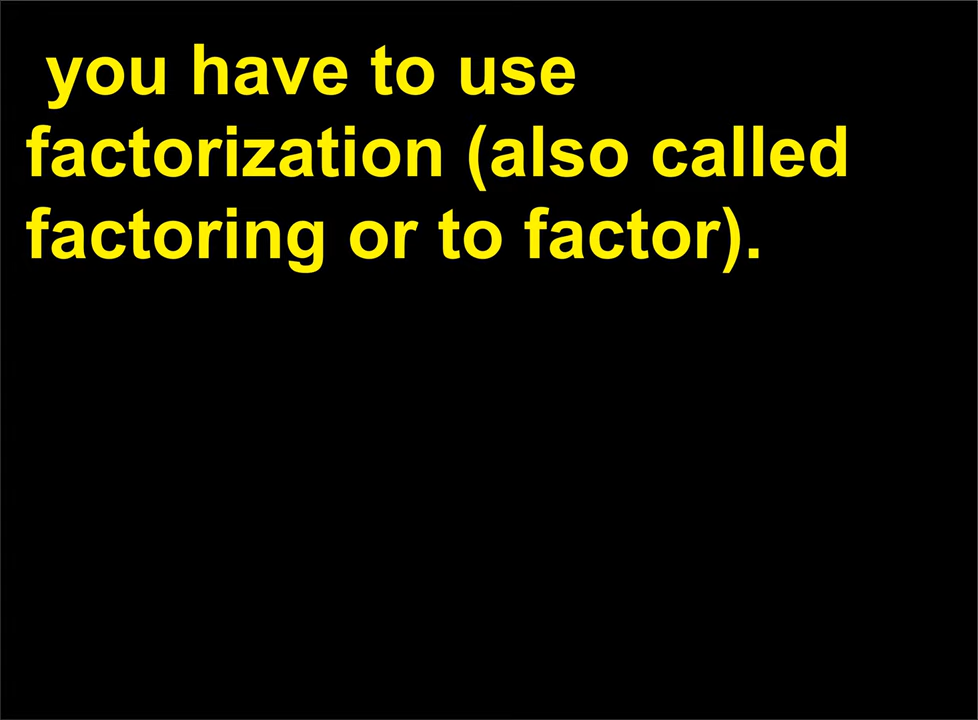 you have to use
factorization (also called
factoring or to factor).